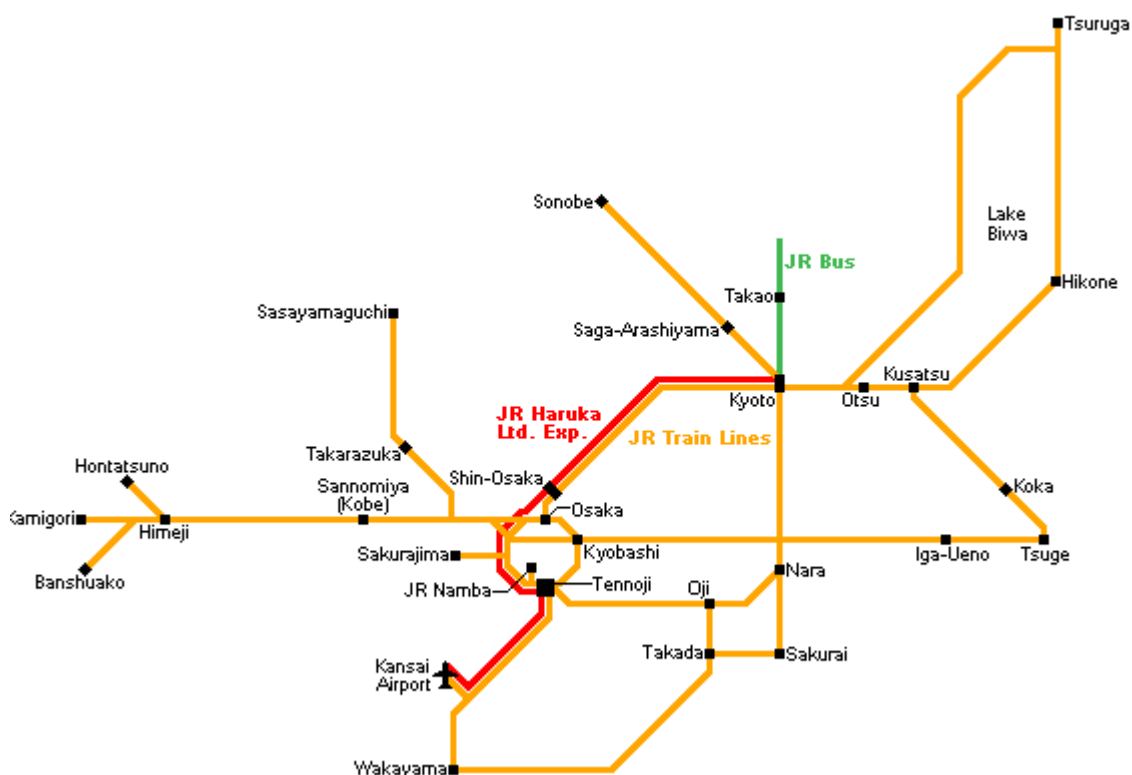 Tsuruga
Sonobe
Lake
Biwa
JR Bus
Hikone
Takao
Sasayamaguchi
Saga-Arashiyama
Kusatsu
Kyoto
Otsu
JR Haruka
Ltd. Exp.
JR Train Lines
Takarazuka
Hontatsuno
Shin-Osaka
Sannomiya
(Kobe)
Koka
Kamigori
Himeji
Osaka
Sakurajima
Kyobashi
Iga-Ueno
Tsuge
Banshuako
JR Namba
Tennoji
Nara
Oji
Takada
Sakurai
Kansai
Airport
Wakayama